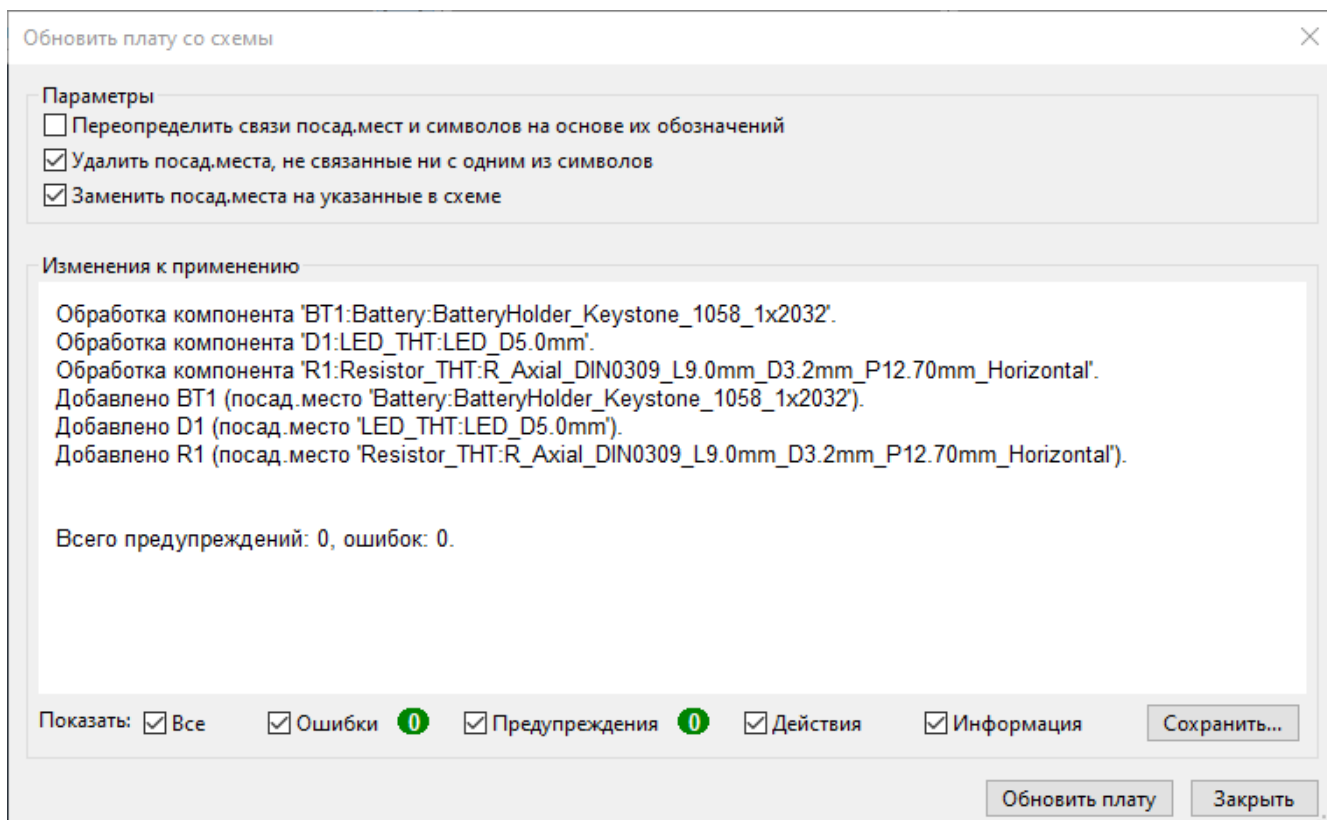 Обновить плату со схемы
Параметры
Переопределить связи посад.мест и символов на основе их обозначений
Удалить посад.места, не связанные ни с одним из символов
Заменить посад.места на указанные в схеме
Изменения к применению
Обработка компонента 'BT1:Battery:BatteryHolder_Keystone_1058_1x2032'.
Обработка компонента 'D1:LED_THT:LED_D5.0mm'.
Обработка компонента 'R1:Resistor_THT:R_Axial_DIN0309_L9.0mm_D3.2mm_P12.70mm_Horizontal'.
Добавлено BT1 (посад.место 'Battery:BatteryHolder_Keystone_1058_1x2032').
Добавлено D1 (посад.место 'LED_THT:LED_D5.0mm').
Добавлено R1 (посад.место 'Resistor_THT:R_Axial_DIN0309_L9.0mm_D3.2mm_P12.70mm_Horizontal').
Всего предупреждений: 0, ошибок: 0.
Показать: Все Ошибки 0 Предупреждения 0 Действия Информация Сохранить...
Обновить плату Закрыть